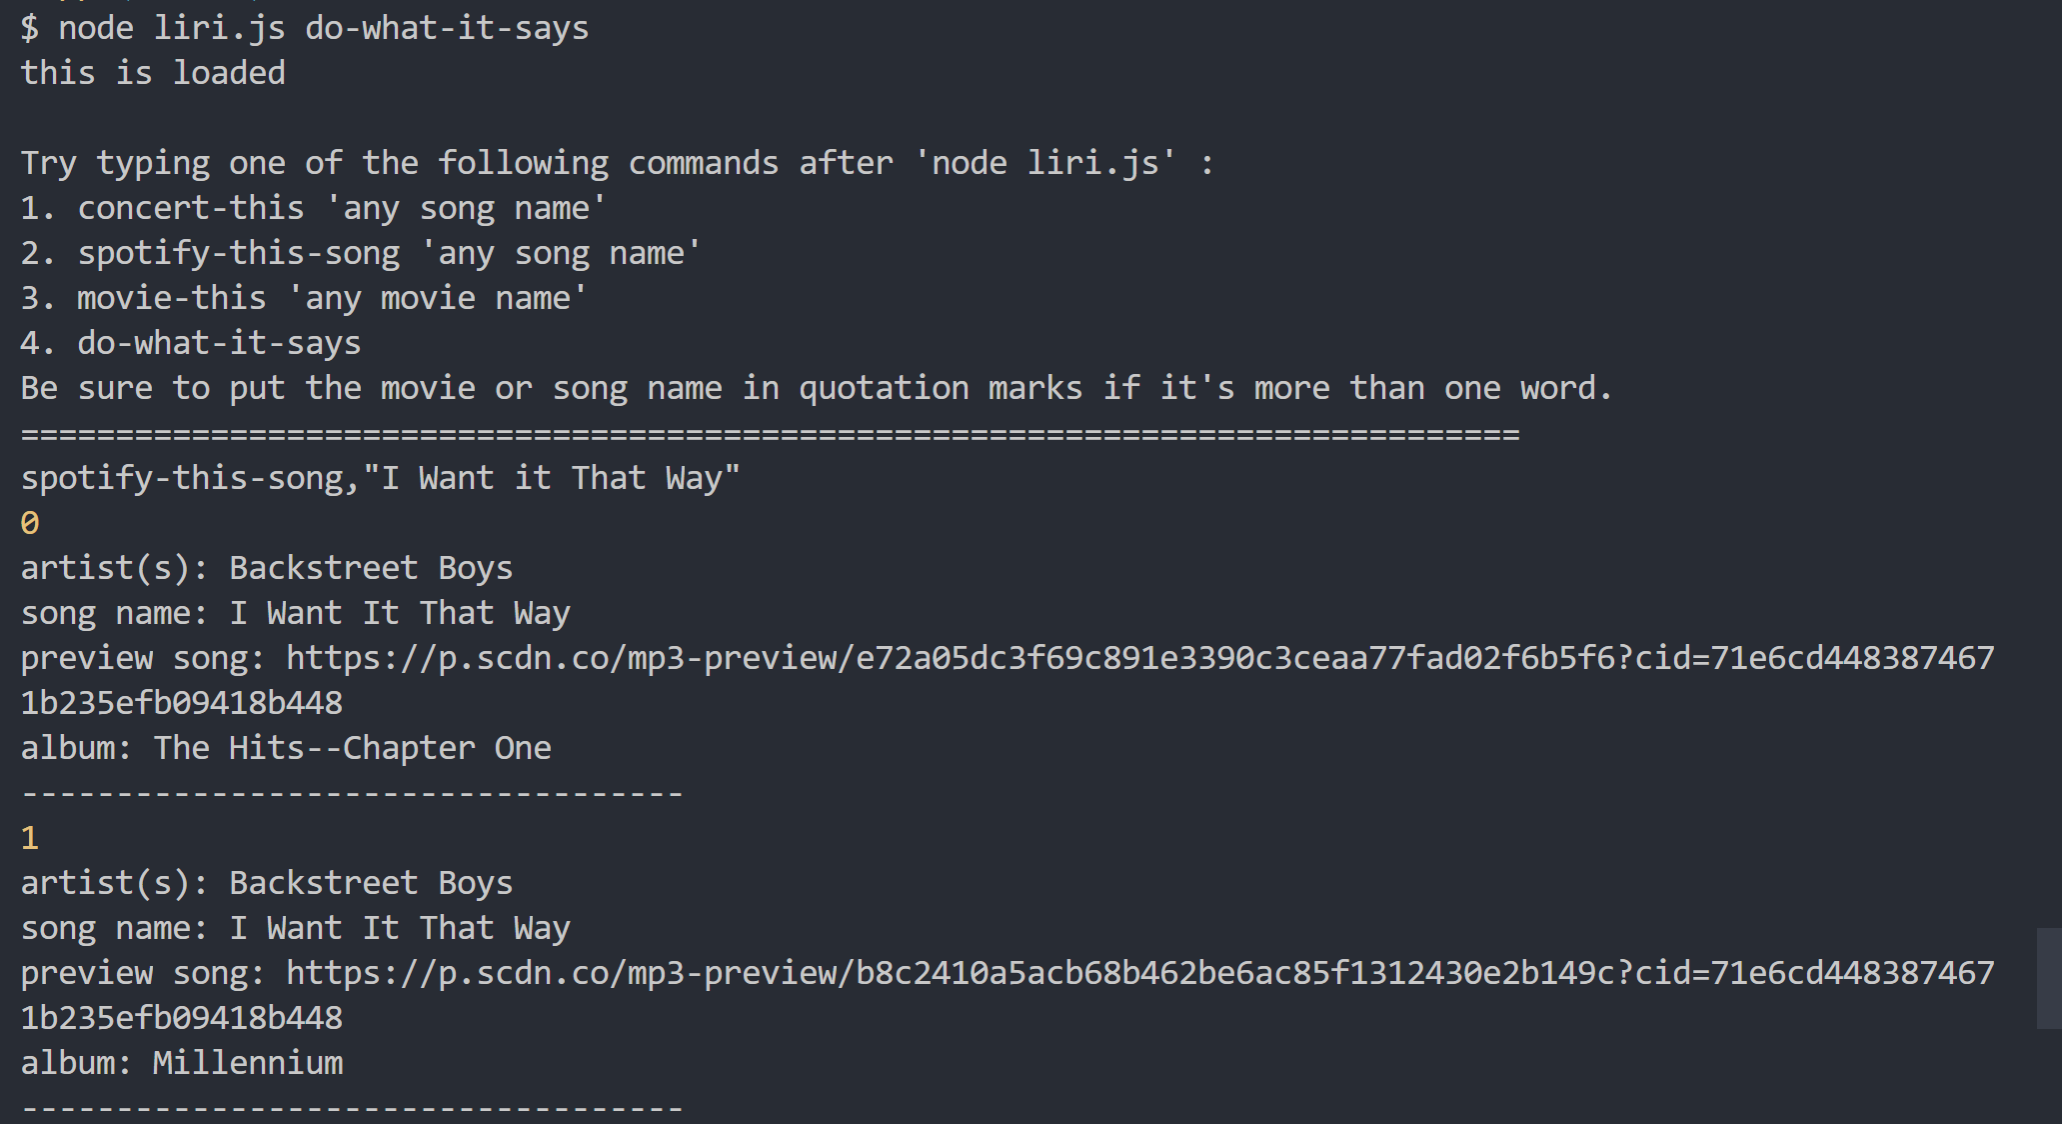 $ node liri.js do-what-it-says
this is loaded
Try typing one of the following commands after 'node liri.js' :
1. concert-this 'any song name'
2. spotify-this-song 'any song name'
3. movie-this 'any movie name'
4. do-what-it-says
Be sure to put the movie or song name in quotation marks if it's more than one word.
===============================================================================
spotify-this-song,"I Want it That Way"
0
artist(s): Backstreet Boys
song name: I Want It That Way
preview song: https://p.scdn.co/mp3-preview/e72a05dc3f69c891e3390c3ceaa77fad02f6b5f6?cid=71e6cd448387467
1b235efb09418b448
album: The Hits--Chapter One
-----------------------------------
1
artist(s): Backstreet Boys
song name: I Want It That Way
preview song: https://p.scdn.co/mp3-preview/b8c2410a5acb68b462be6ac85f1312430e2b149c?cid=71e6cd448387467
1b235efb09418b448
album: Millennium
-----------------------------------